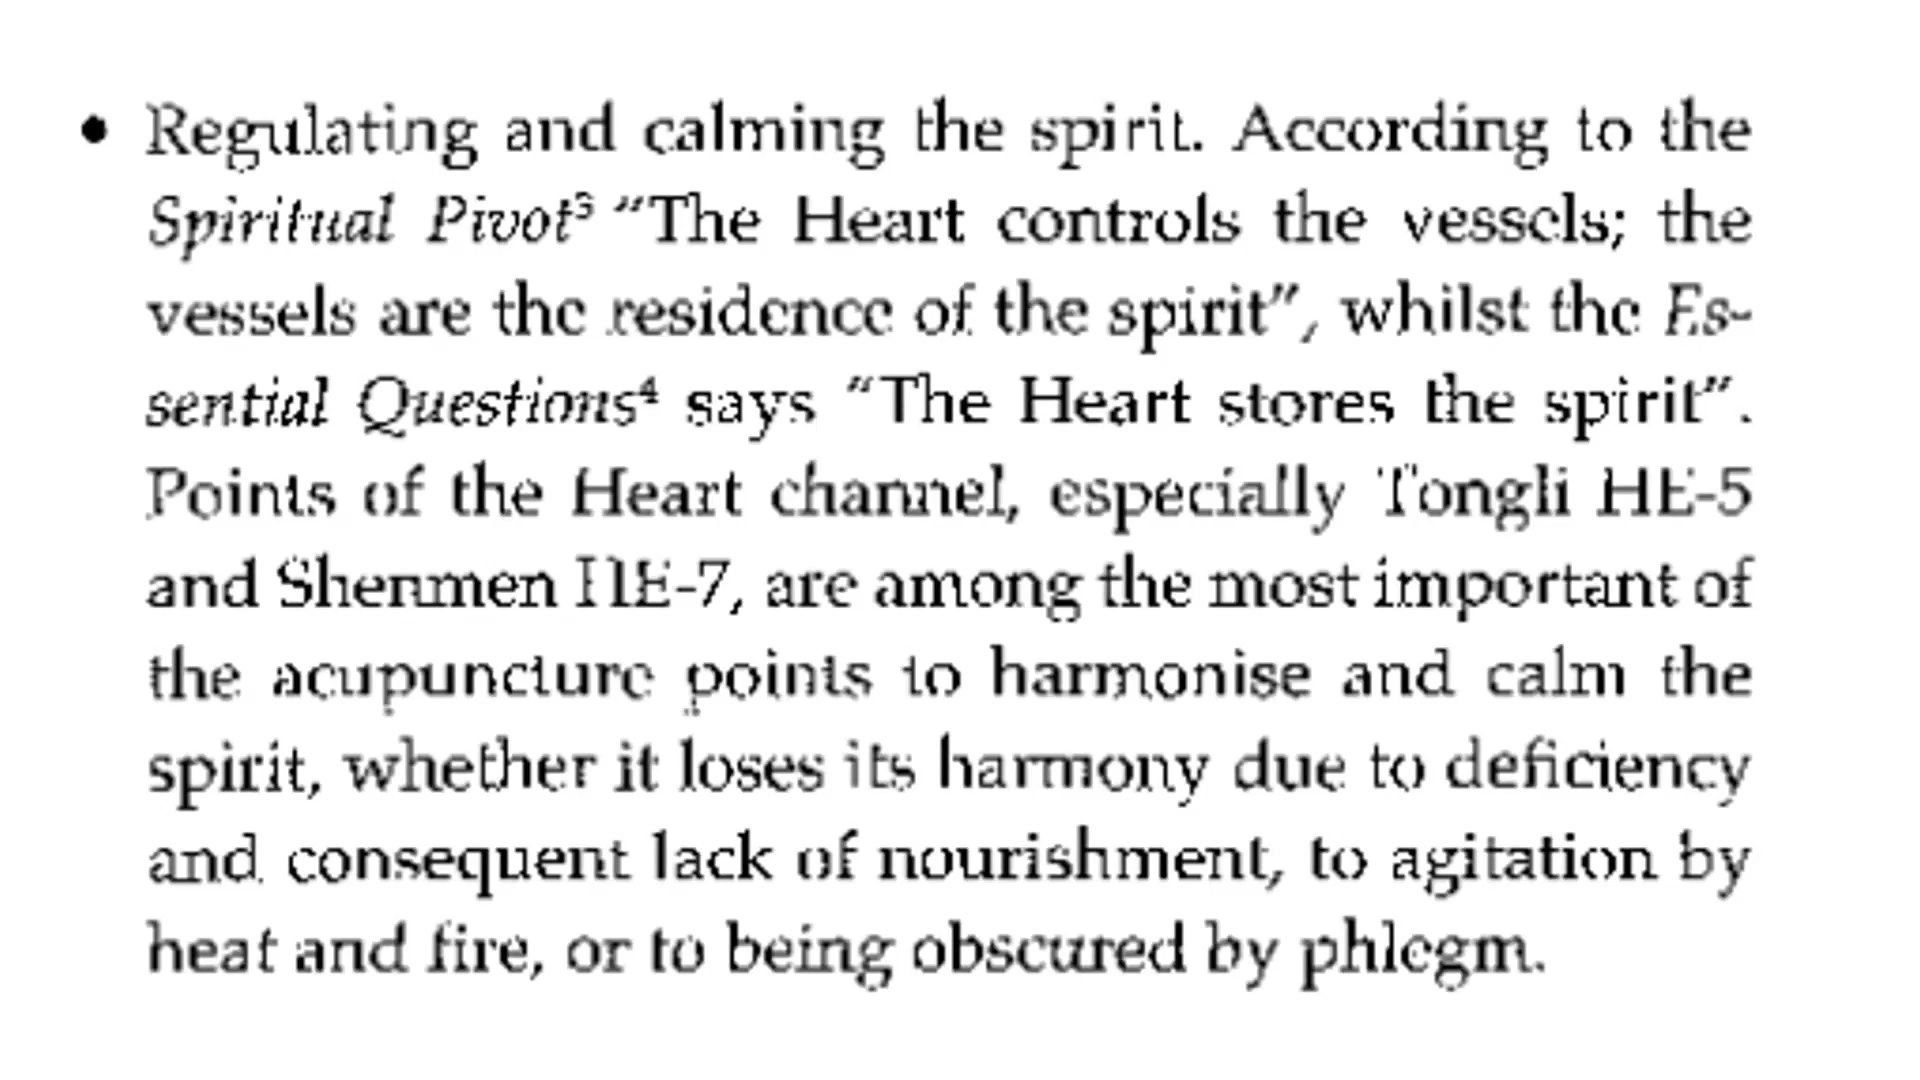 • Regulating and calming the spirit. According to the
Spiritual Pivot³ “The Heart controls the vessels; the
vessels are the residence of the spirit”, whilst the Es-
sential Questions⁴ says “The Heart stores the spirit”.
Points of the Heart channel, especially Tongli HE-5
and Shenmen HE-7, are among the most important of
the acupuncture points to harmonise and calm the
spirit, whether it loses its harmony due to deficiency
and consequent lack of nourishment, to agitation by
heat and fire, or to being obscured by phlegm.